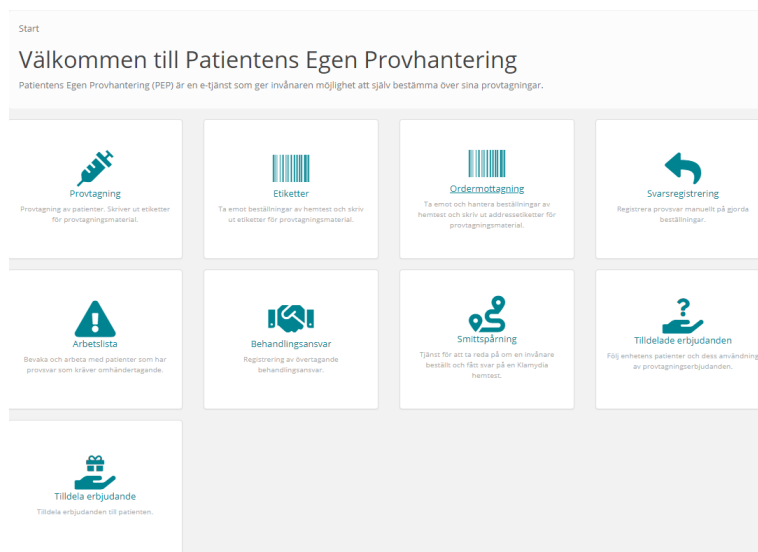 Start
Välkommen till Patientens Egen Provhantering
Patientens Egen Provhantering (PEP) är en e-tjänst som ger invånaren möjlighet att själv bestämma över sina provtagningar.
Provtagning
Provtagning av patienter. Skriver ut etiketter
för provtagningsmaterial.
Etiketter
Ta emot beställningar av hemtest och skriv
ut etiketter för provtagningsmaterial.
Ordermottagning
Ta emot och hantera beställningar av
hemtest och skriv ut addressetiketter för
provtagningsmaterial.
Svarsregistrering
Registrera provsvar manuellt på gjorda
beställningar.
Arbetslista
Bevaka och arbeta med patienter som har
provsvar som kräver omhändertagande.
Behandlingsansvar
Registrering av övertagande
behandlingsansvar.
Smittspårning
Tjänst för att ta reda på om en invånare
beställt och fått svar på en Klamydia
hemtest.
Tilldelade erbjudanden
Följ enhetens patienter och dess användning
av provtagningserbjudanden.
Tilldela erbjudande
Tilldela erbjudanden till patienten.